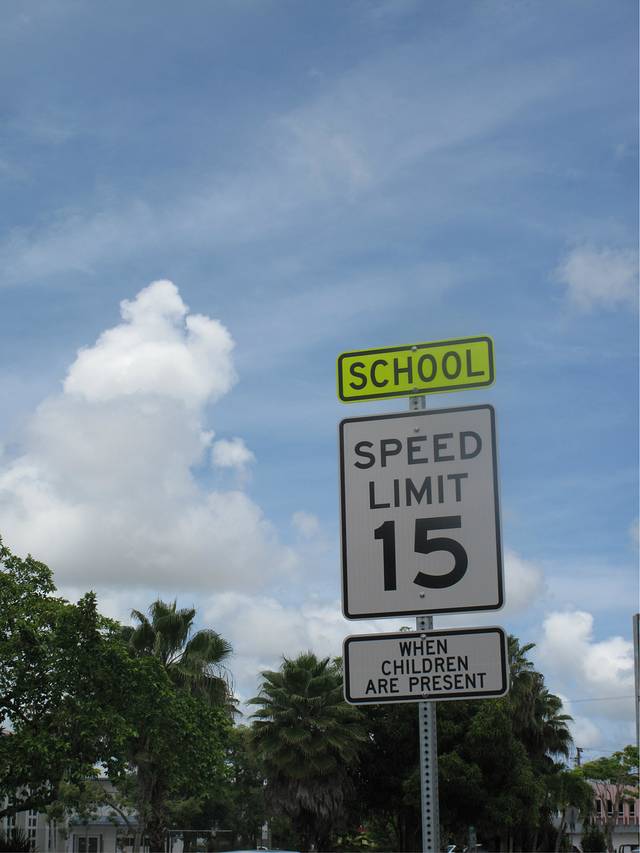 SCHOOL
SPEED
LIMIT
15
WHEN
CHILDREN
ARE PRESENT